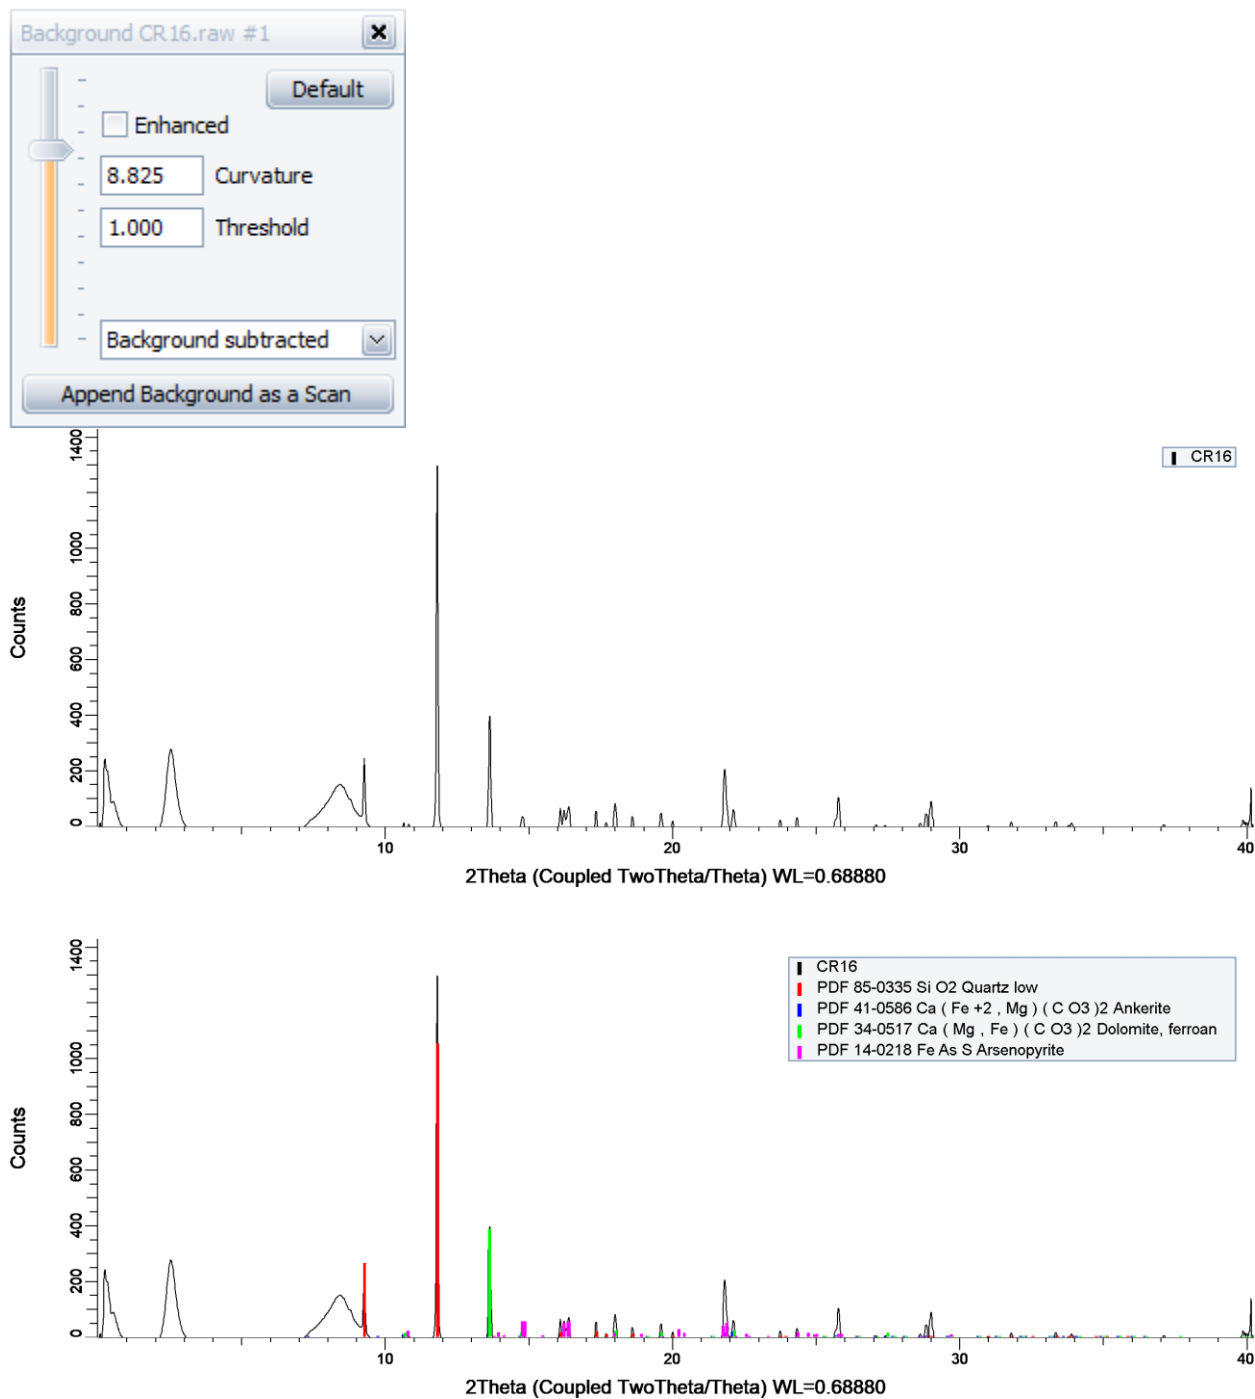 Background CR16.raw #1
Default
Enhanced
8.825 Curvature
1.000 Threshold
Background subtracted
Append Background as a Scan
CR16
Counts
1400
1000
800
600
400
200
0
10 20 30 40
2Theta (Coupled TwoTheta/Theta) WL=0.68880
CR16
PDF 85-0335 Si O2 Quartz low
PDF 41-0586 Ca ( Fe +2 , Mg ) ( C O3 )2 Ankerite
PDF 34-0517 Ca ( Mg , Fe ) ( C O3 )2 Dolomite, ferroan
PDF 14-0218 Fe As S Arsenopyrite
Counts
1400
1000
800
600
400
200
0
10 20 30 40
2Theta (Coupled TwoTheta/Theta) WL=0.68880